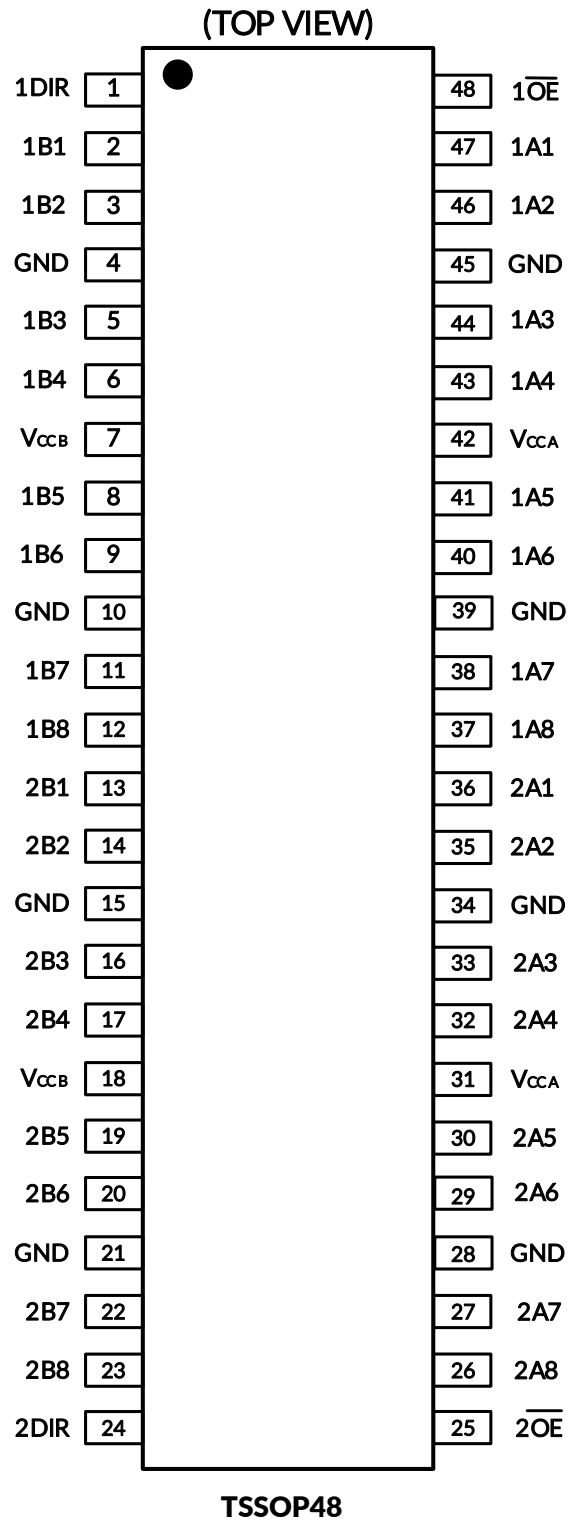 (TOP VIEW)
1DIR 1 48 1O̅E̅
1B1 2 47 1A1
1B2 3 46 1A2
GND 4 45 GND
1B3 5 44 1A3
1B4 6 43 1A4
VCCB 7 42 VCCA
1B5 8 41 1A5
1B6 9 40 1A6
GND 10 39 GND
1B7 11 38 1A7
1B8 12 37 1A8
2B1 13 36 2A1
2B2 14 35 2A2
GND 15 34 GND
2B3 16 33 2A3
2B4 17 32 2A4
VCCB 18 31 VCCA
2B5 19 30 2A5
2B6 20 29 2A6
GND 21 28 GND
2B7 22 27 2A7
2B8 23 26 2A8
2DIR 24 25 2O̅E̅
TSSOP48